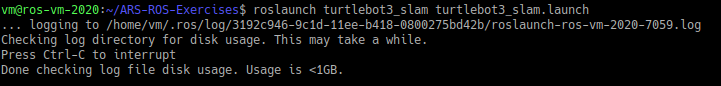 vm@ros-vm-2020:~/ARS-ROS-Exercises$ roslaunch turtlebot3_slam turtlebot3_slam.launch
... logging to /home/vm/.ros/log/3192c946-9c1d-11ee-b418-0800275bd42b/roslaunch-ros-vm-2020-7059.log
Checking log directory for disk usage. This may take a while.
Press Ctrl-C to interrupt
Done checking log file disk usage. Usage is <1GB.